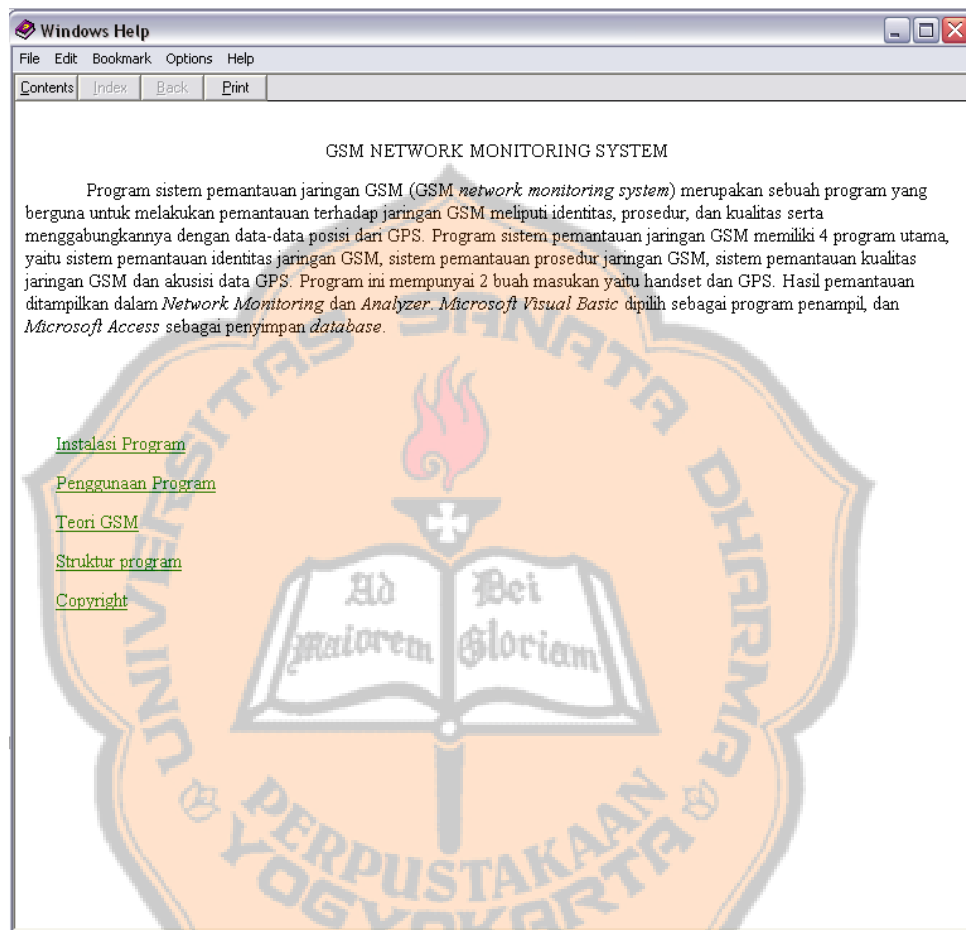 Windows Help
File Edit Bookmark Options Help
Contents Index Back Print
GSM NETWORK MONITORING SYSTEM
Program sistem pemantauan jaringan GSM (GSM network monitoring system) merupakan sebuah program yang
berguna untuk melakukan pemantauan terhadap jaringan GSM meliputi identitas, prosedur, dan kualitas serta
menggabungkannya dengan data-data posisi dari GPS. Program sistem pemantauan jaringan GSM memiliki 4 program utama,
yaitu sistem pemantauan identitas jaringan GSM, sistem pemantauan prosedur jaringan GSM, sistem pemantauan kualitas
jaringan GSM dan akusisi data GPS. Program ini mempunyai 2 buah masukan yaitu handset dan GPS. Hasil pemantauan
ditampilkan dalam Network Monitoring dan Analyzer. Microsoft Visual Basic dipilih sebagai program penampil, dan
Microsoft Access sebagai penyimpan database.
Instalasi Program
Penggunaan Program
Teori GSM
Struktur program
Copyright
UNIVERSITAS SANATA DHARMA
Ad Dei
maiorem Gloriam
PERPUSTAKAAN
YOGYAKARTA